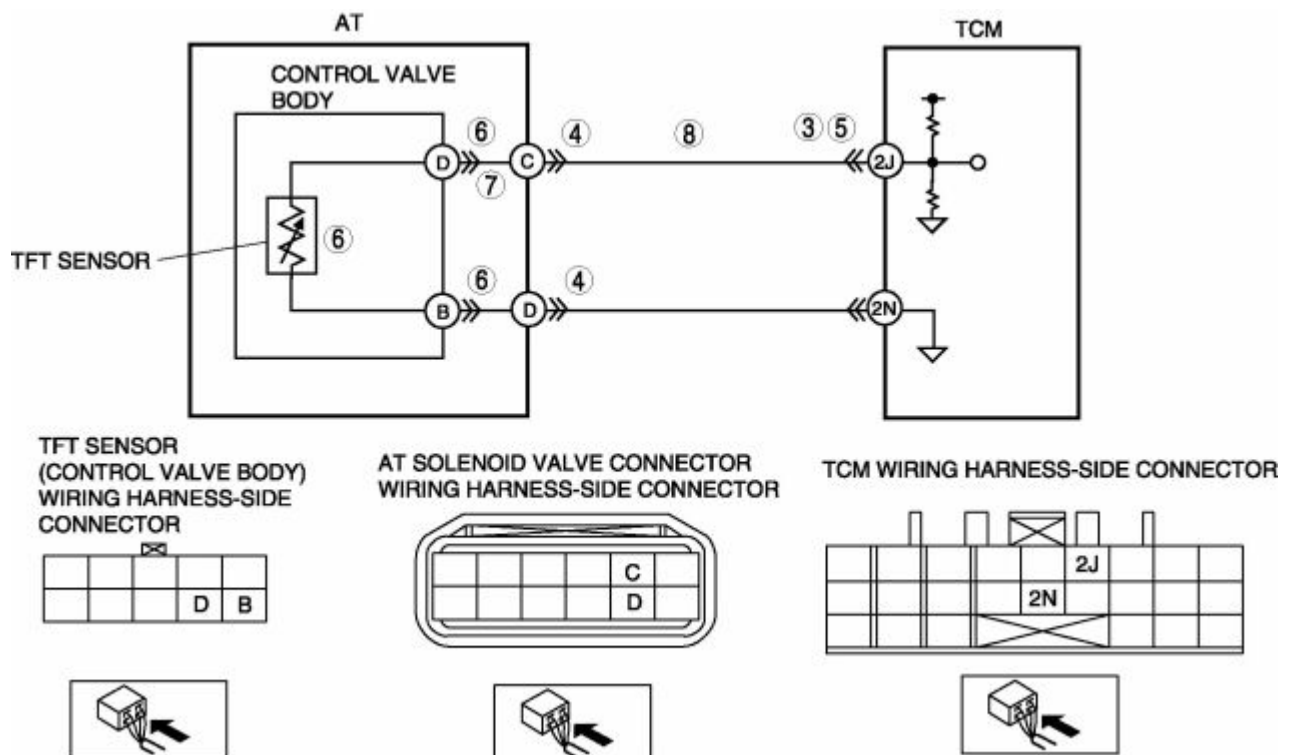 AT
TCM
CONTROL VALVE
BODY
⑥
④
⑧
③⑤
D
C
2J
⑦
TFT SENSOR
⑥
⑥
④
B
D
2N
TFT SENSOR
(CONTROL VALVE BODY)
WIRING HARNESS-SIDE
CONNECTOR
AT SOLENOID VALVE CONNECTOR
WIRING HARNESS-SIDE CONNECTOR
TCM WIRING HARNESS-SIDE CONNECTOR
D B
C
D
2J
2N